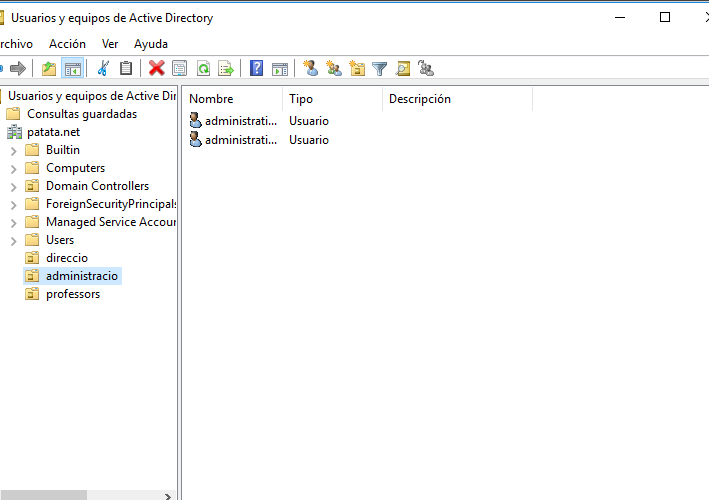 Usuarios y equipos de Active Directory
rchivo Acción Ver Ayuda
Usuarios y equipos de Active Dir
Consultas guardadas
patata.net
Builtin
Computers
Domain Controllers
ForeignSecurityPrincipals
Managed Service Accour
Users
direccio
administracio
professors
Nombre Tipo Descripción
administrati... Usuario
administrati... Usuario